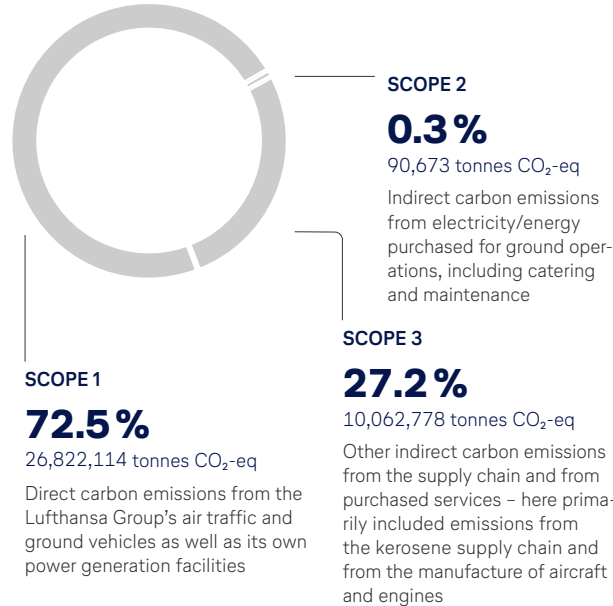 SCOPE 2
0.3 %
90,673 tonnes CO₂-eq
Indirect carbon emissions
from electricity/energy
purchased for ground oper-
ations, including catering
and maintenance
SCOPE 1
72.5 %
26,822,114 tonnes CO₂-eq
Direct carbon emissions from the
Lufthansa Group’s air traffic and
ground vehicles as well as its own
power generation facilities
SCOPE 3
27.2 %
10,062,778 tonnes CO₂-eq
Other indirect carbon emissions
from the supply chain and from
purchased services – here prima-
rily included emissions from
the kerosene supply chain and
from the manufacture of aircraft
and engines